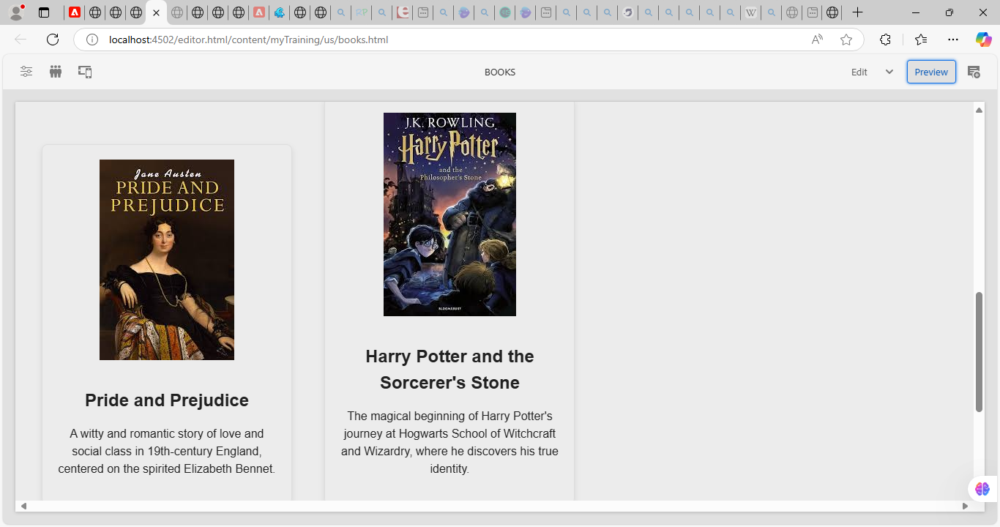 localhost:4502/editor.html/content/myTraining/us/books.html
BOOKS
Edit
Preview
Jane Austen
PRIDE AND
PREJUDICE
Pride and Prejudice
A witty and romantic story of love and
social class in 19th-century England,
centered on the spirited Elizabeth Bennet.
J.K. ROWLING
Harry Potter
and the
Philosopher's Stone
BLOOMSBURY
Harry Potter and the
Sorcerer's Stone
The magical beginning of Harry Potter's
journey at Hogwarts School of Witchcraft
and Wizardry, where he discovers his true
identity.